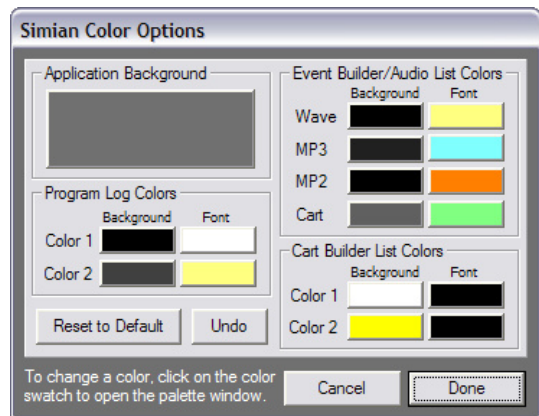 Simian Color Options
Application Background
Program Log Colors
Background Font
Color 1
Color 2
Reset to Default Undo
Event Builder/Audio List Colors
Background Font
Wave
MP3
MP2
Cart
Cart Builder List Colors
Background Font
Color 1
Color 2
To change a color, click on the color
swatch to open the palette window.
Cancel Done